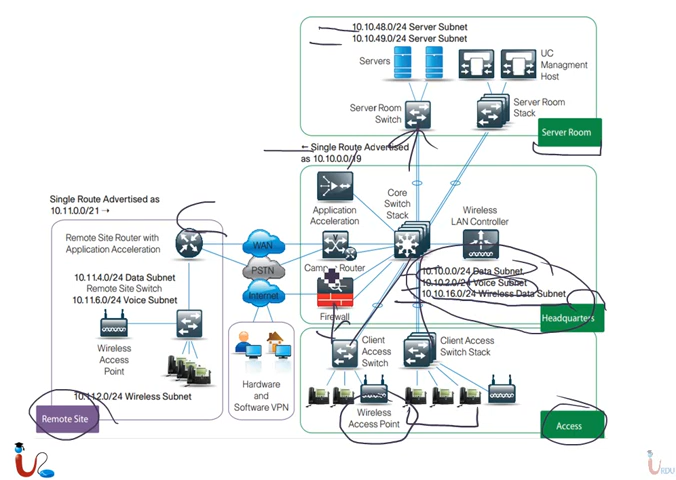 10.10.48.0/24 Server Subnet
10.10.49.0/24 Server Subnet
Servers
UC
Managment
Host
Server Room
Switch
Server Room
Stack
Server Room
← Single Route Advertised
as 10.10.0.0/19
Single Route Advertised as
10.11.0.0/21 →
Application
Acceleration
Core
Switch
Stack
Wireless
LAN Controller
Remote Site Router with
Application Acceleration
WAN
PSTN
Internet
Router
Firewall
10.10.0.0/24 Data Subnet
10.10.2.0/24 Voice Subnet
10.10.16.0/24 Wireless Data Subnet
Headquarters
10.11.4.0/24 Data Subnet
Remote Site Switch
10.11.6.0/24 Voice Subnet
Wireless
Access
Point
10.11.2.0/24 Wireless Subnet
Remote Site
Hardware
and
Software VPN
Client
Access
Switch
Client Access
Switch Stack
Wireless
Access Point
Access
URDU